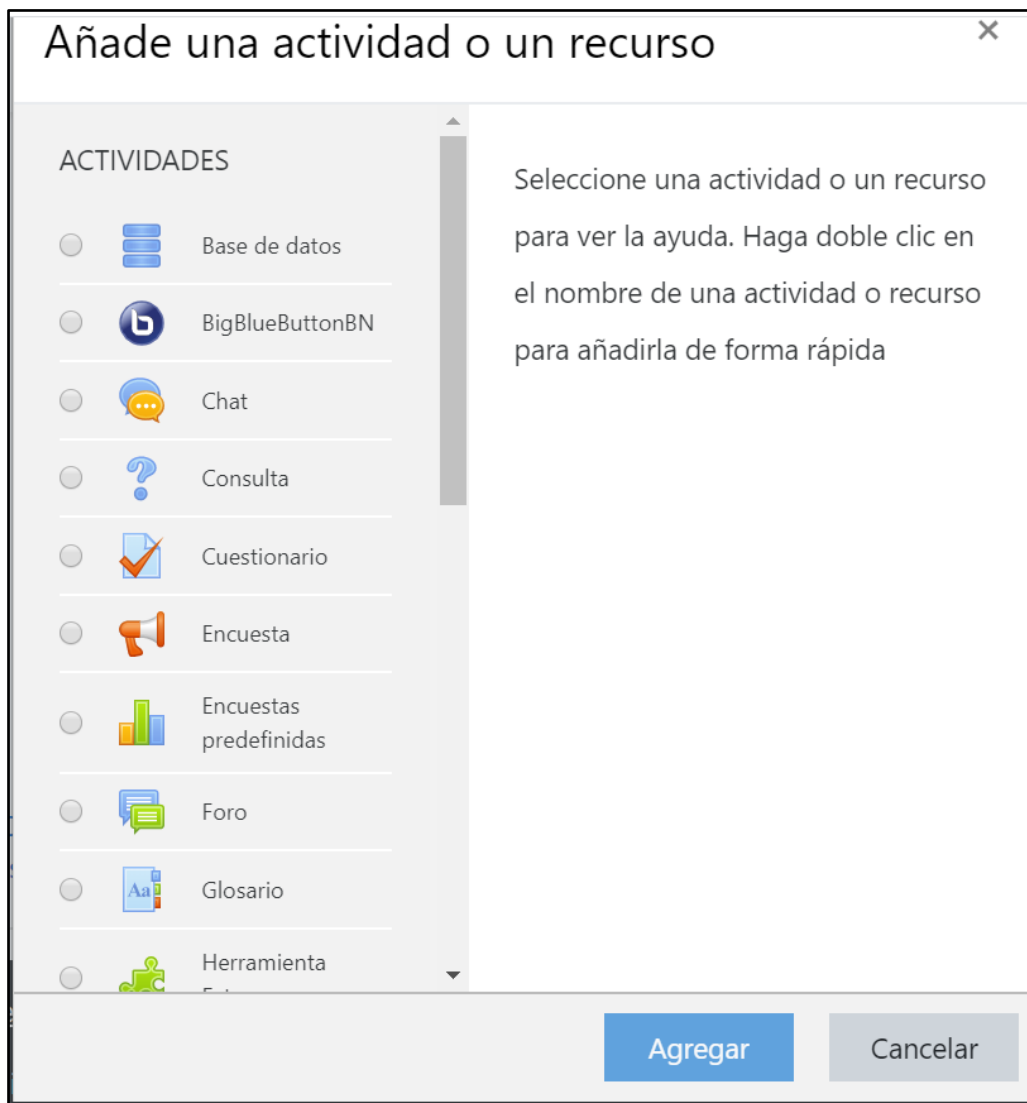 Añade una actividad o un recurso
×
ACTIVIDADES
Base de datos
BigBlueButtonBN
Chat
Consulta
Cuestionario
Encuesta
Encuestas
predefinidas
Foro
Aa
Glosario
Herramienta
Seleccione una actividad o un recurso
para ver la ayuda. Haga doble clic en
el nombre de una actividad o recurso
para añadirla de forma rápida
Agregar
Cancelar